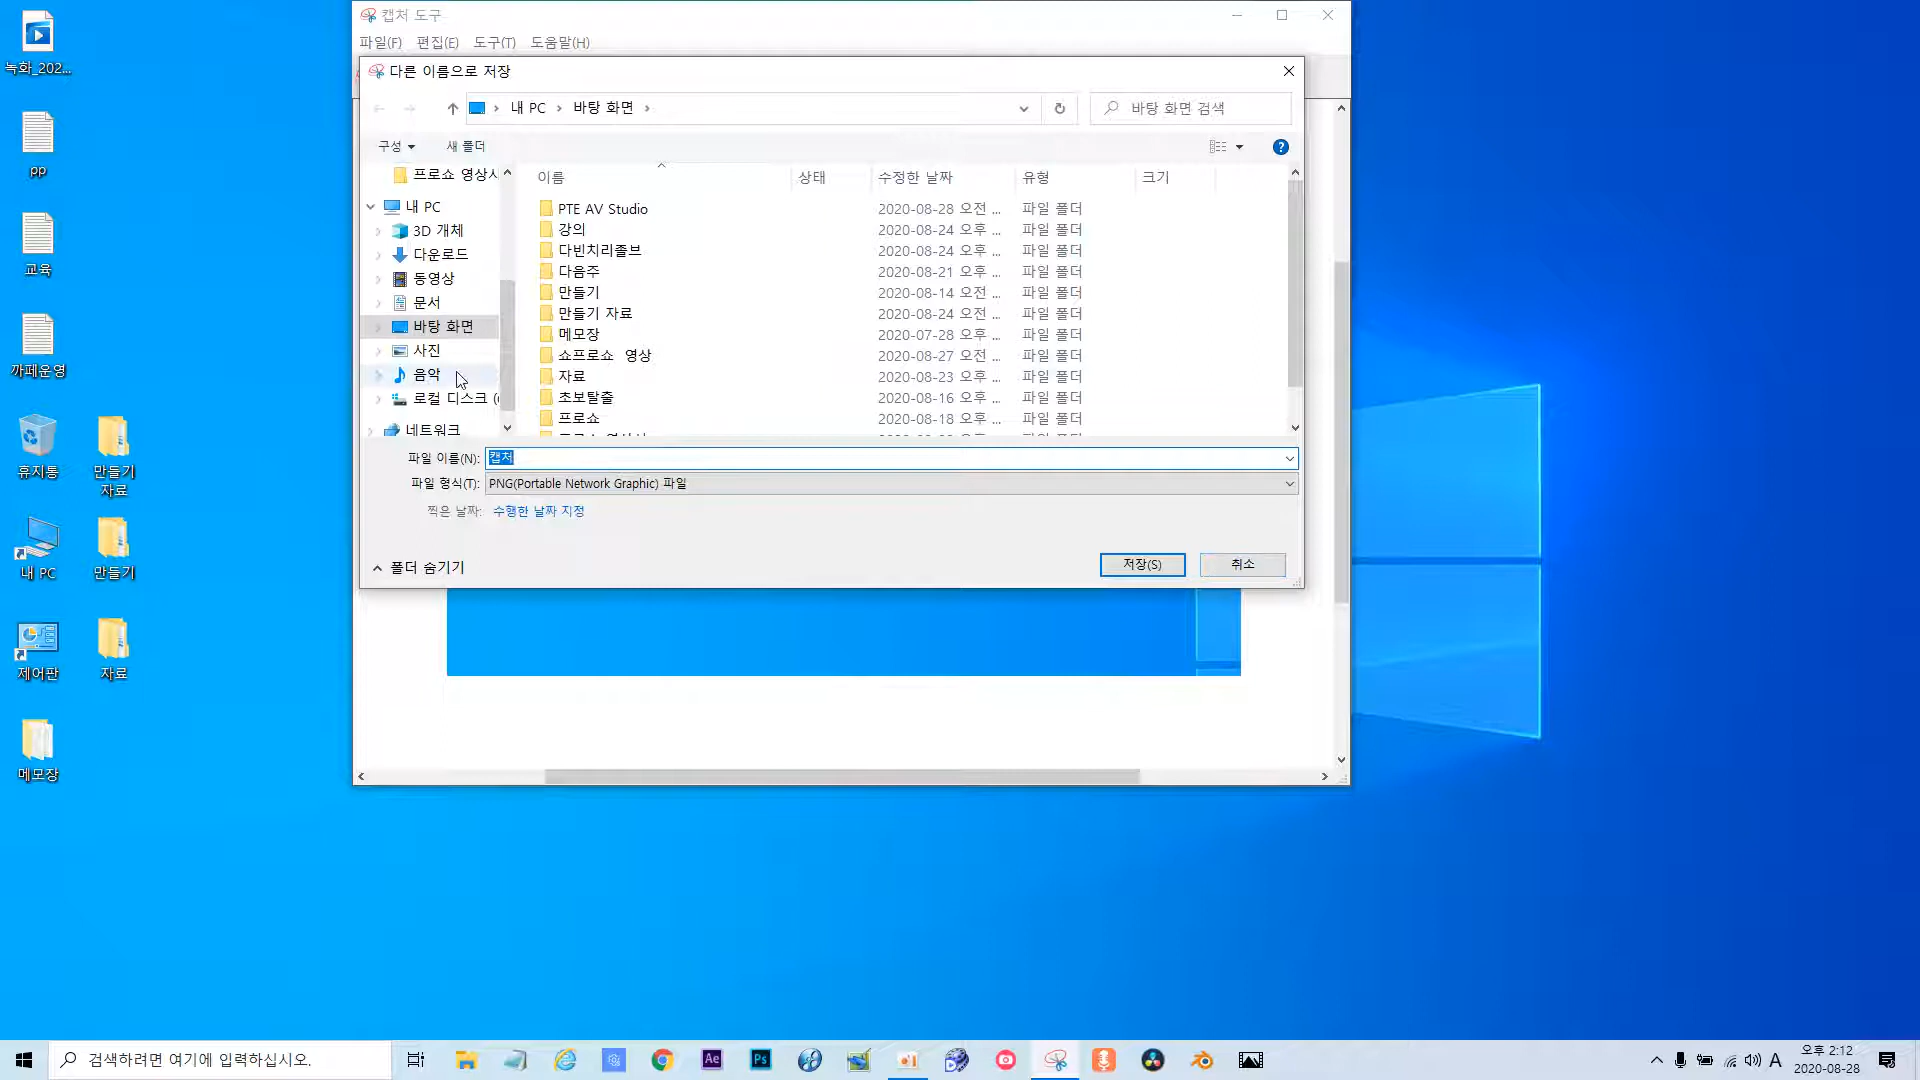 캡처 도구
파일(F) 편집(E) 도구(T) 도움말(H)
다른 이름으로 저장
내 PC > 바탕 화면 >
바탕 화면 검색
구성 새 폴더
프로쇼 영상시
내 PC
3D 개체
다운로드
동영상
문서
바탕 화면
사진
음악
로컬 디스크 (
네트워크
이름 상태 수정한 날짜 유형 크기
PTE AV Studio 2020-08-28 오전 ... 파일 폴더
강의 2020-08-24 오후 ... 파일 폴더
다빈치리졸브 2020-08-24 오후 ... 파일 폴더
다음주 2020-08-21 오후 ... 파일 폴더
만들기 2020-08-14 오전 ... 파일 폴더
만들기 자료 2020-08-24 오후 ... 파일 폴더
메모장 2020-07-28 오후 ... 파일 폴더
쇼프로쇼 영상 2020-08-27 오전 ... 파일 폴더
자료 2020-08-23 오후 ... 파일 폴더
초보탈출 2020-08-16 오후 ... 파일 폴더
프로쇼 2020-08-18 오후 ... 파일 폴더
파일 이름(N): 캡처
파일 형식(T): PNG(Portable Network Graphic) 파일
찍은 날짜: 수행한 날짜 지정
폴더 숨기기
저장(S) 취소
녹화_202...
pp
교육
까페운영
휴지통
만들기
자료
내 PC
만들기
제어판
자료
메모장
검색하려면 여기에 입력하십시오.
Ae
Ps
A
오후 2:12
2020-08-28